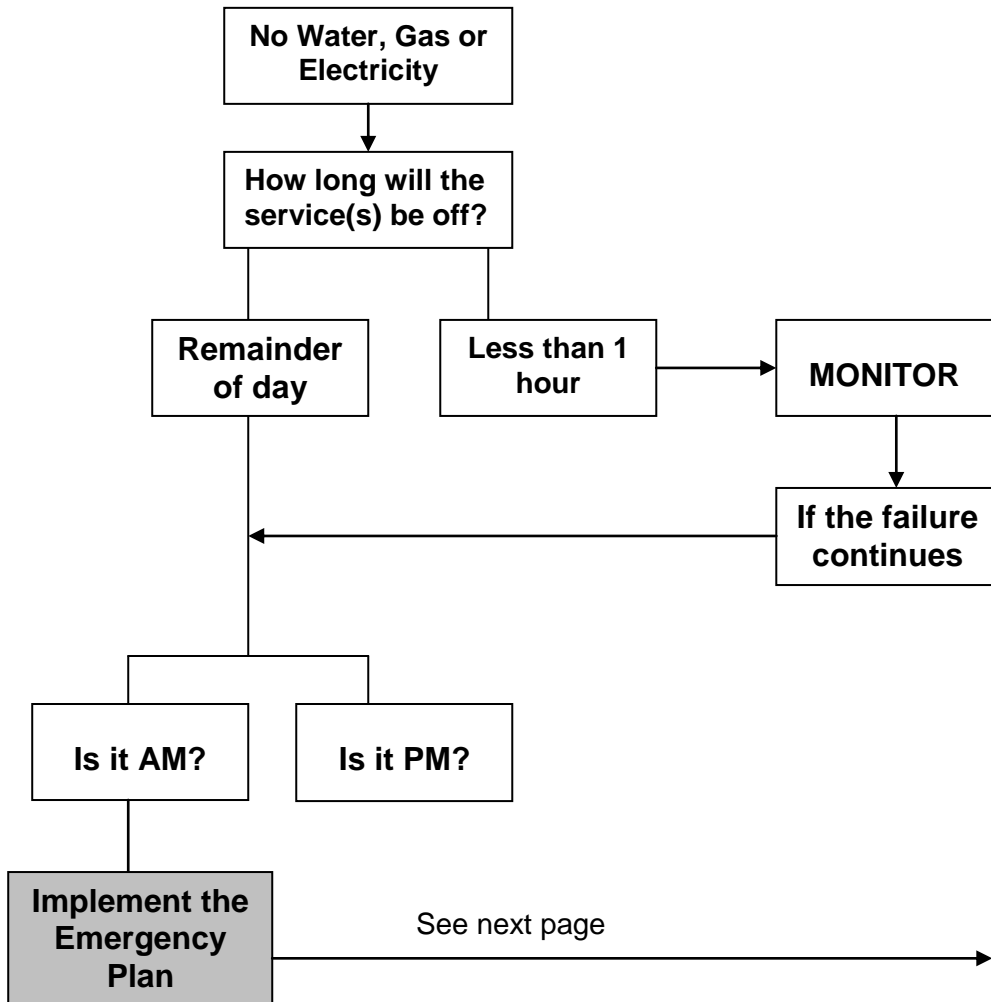 No Water, Gas or
Electricity
How long will the
service(s) be off?
Remainder
of day
Less than 1
hour
MONITOR
If the failure
continues
Is it AM?
Is it PM?
Implement the
Emergency
Plan
See next page